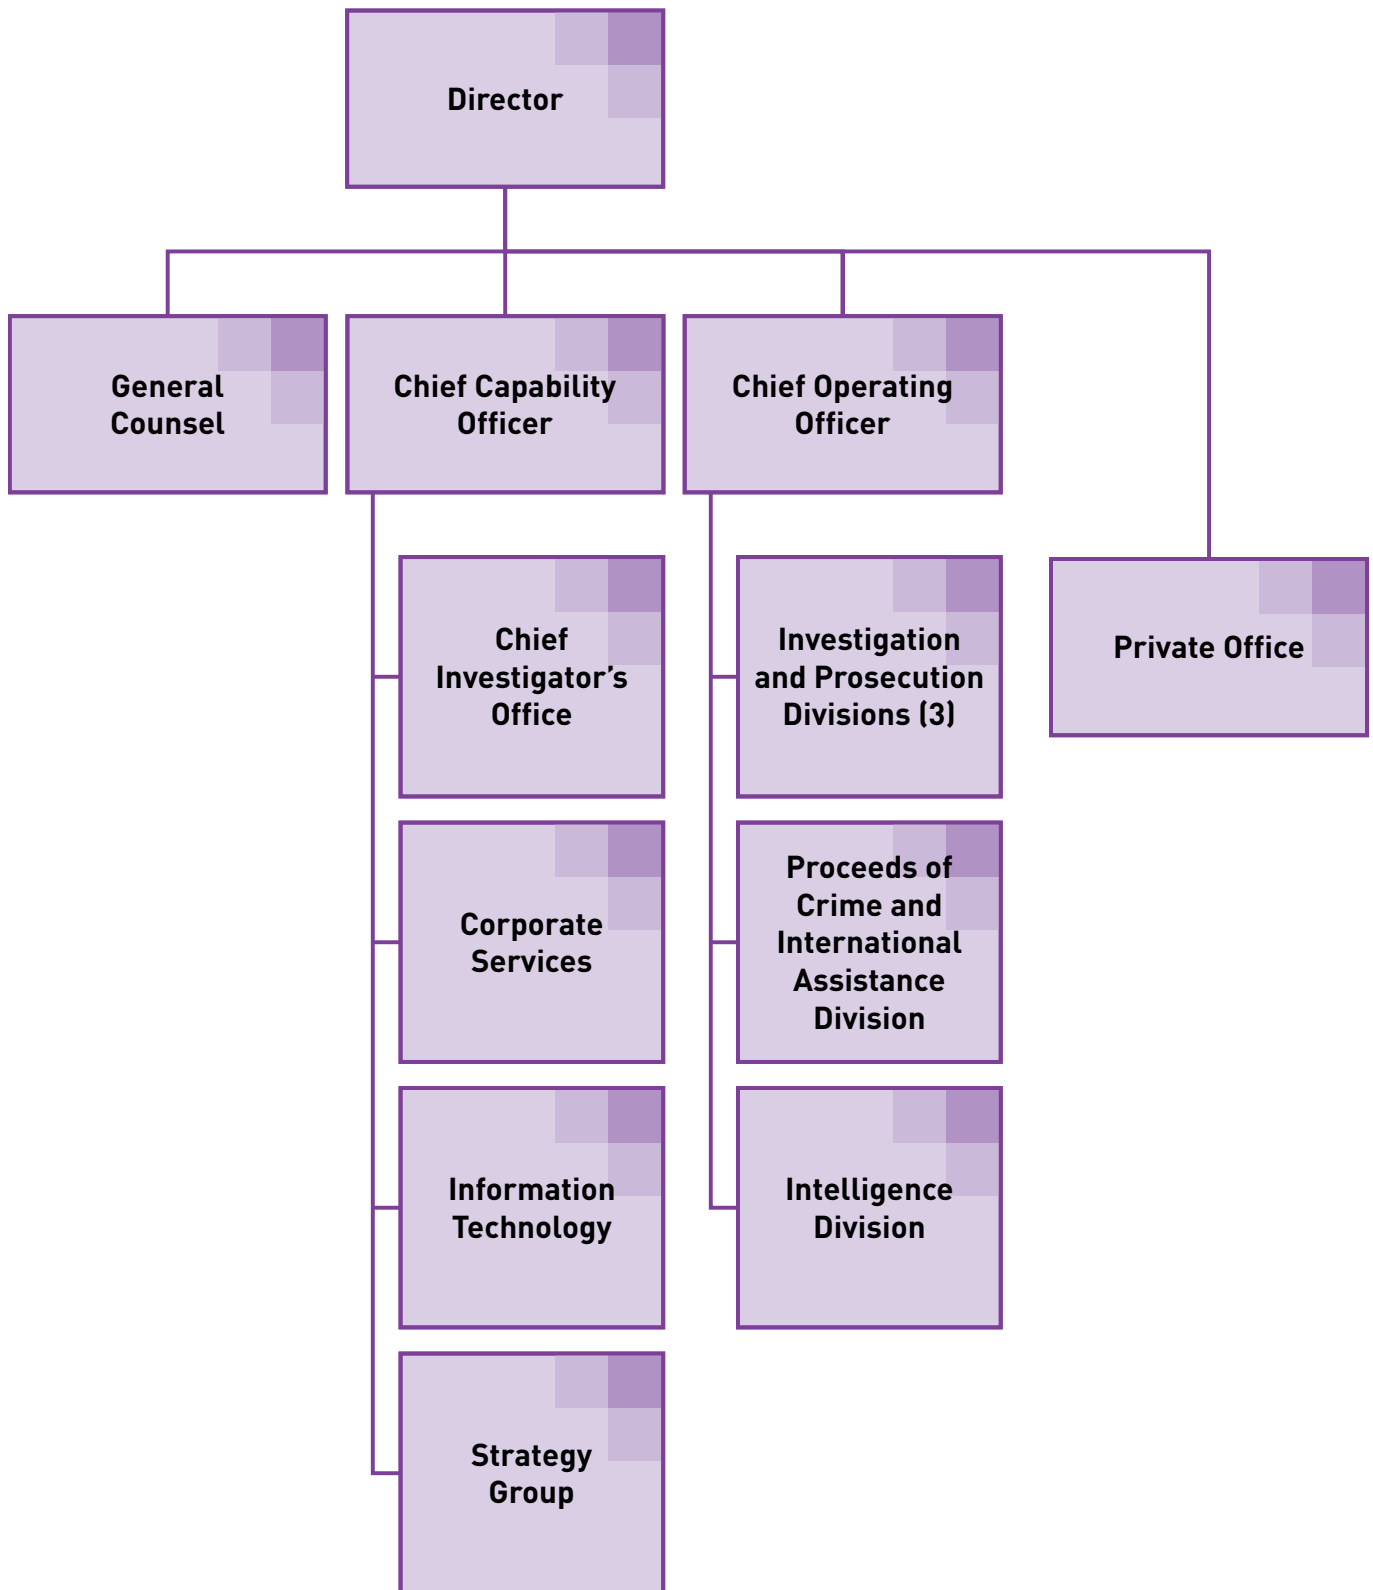 Director
General
Counsel
Chief Capability
Officer
Chief Operating
Officer
Chief
Investigator’s
Office
Investigation
and Prosecution
Divisions (3)
Private Office
Corporate
Services
Proceeds of
Crime and
International
Assistance
Division
Information
Technology
Intelligence
Division
Strategy
Group